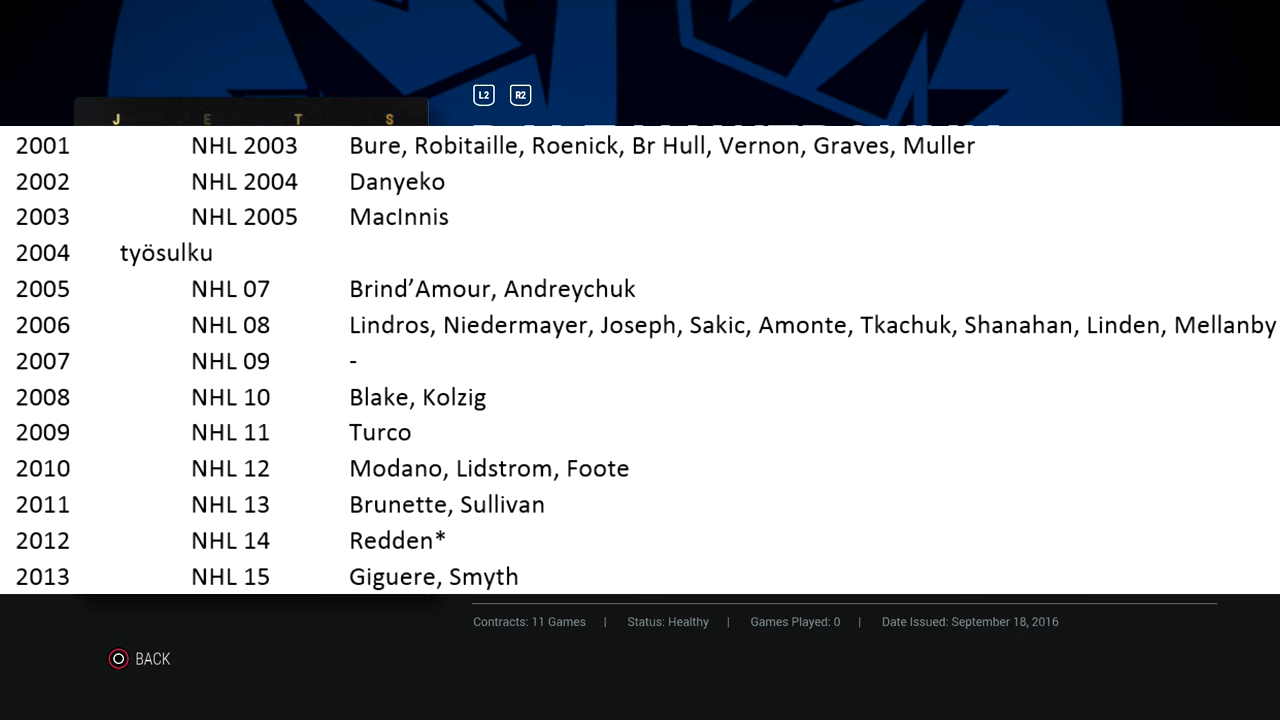 L2 R2
J E T S
2001 NHL 2003 Bure, Robitaille, Roenick, Br Hull, Vernon, Graves, Muller
2002 NHL 2004 Danyeko
2003 NHL 2005 MacInnis
2004 työsulku
2005 NHL 07 Brind’Amour, Andreychuk
2006 NHL 08 Lindros, Niedermayer, Joseph, Sakic, Amonte, Tkachuk, Shanahan, Linden, Mellanby
2007 NHL 09 -
2008 NHL 10 Blake, Kolzig
2009 NHL 11 Turco
2010 NHL 12 Modano, Lidstrom, Foote
2011 NHL 13 Brunette, Sullivan
2012 NHL 14 Redden*
2013 NHL 15 Giguere, Smyth
Contracts: 11 Games | Status: Healthy | Games Played: 0 | Date Issued: September 18, 2016
BACK